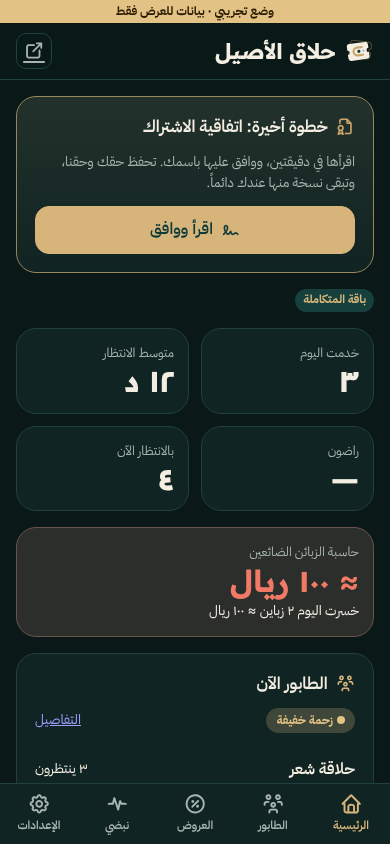 وضع تجريبي · بيانات للعرض فقط
حلاق الأصيل
خطوة أخيرة: اتفاقية الاشتراك
اقرأها في دقيقتين، ووافق عليها باسمك. تحفظ حقك وحقنا،
وتبقى نسخة منها عندك دائماً.
اقرأ ووافق
باقة المتكاملة
خدمت اليوم
٣
متوسط الانتظار
١٢ د
راضون
—
بالانتظار الآن
٤
حاسبة الزبائن الضائعين
≈ ١٠٠ ريال
خسرت اليوم ٢ زباين ≈ ١٠٠ ريال
الطابور الآن
زحمة خفيفة
التفاصيل
حلاقة شعر
٣ ينتظرون
الرئيسية
الطابور
العروض
نبضي
الإعدادات